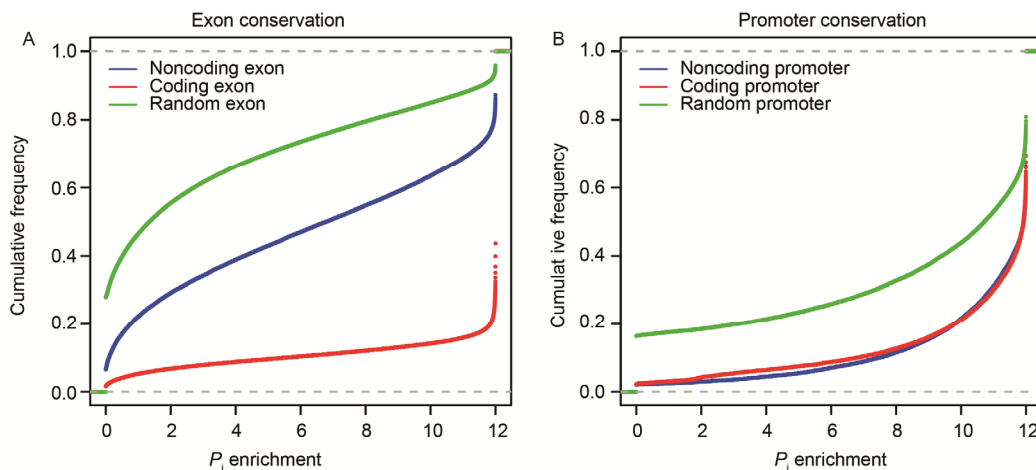 Exon conservation
A
Noncoding exon
Coding exon
Random exon
Cumulative frequency
1.0
0.8
0.6
0.4
0.2
0.0
0 2 4 6 8 10 12
Pi enrichment
Promoter conservation
B
Noncoding promoter
Coding promoter
Random promoter
Cumulat ive frequency
1.0
0.8
0.6
0.4
0.2
0.0
0 2 4 6 8 10 12
Pi enrichment